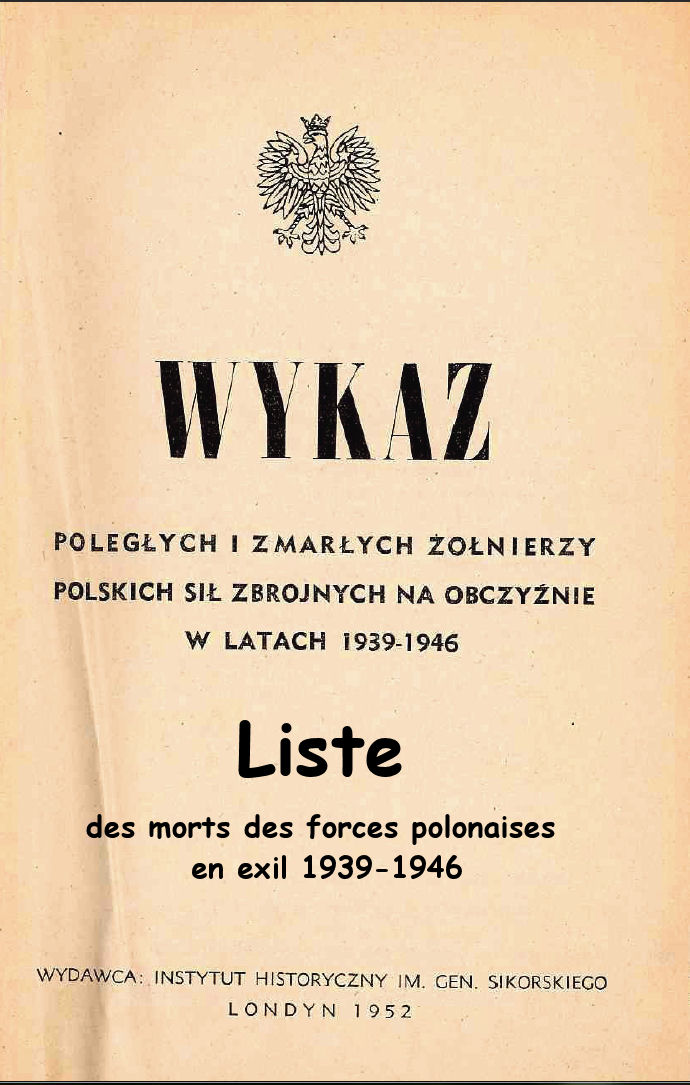 WYKAZ
POLEGŁYCH I ZMARŁYCH ŻOŁNIERZY
POLSKICH SIŁ ZBROJNYCH NA OBCZYŹNIE
W LATACH 1939-1946
Liste
des morts des forces polonaises
en exil 1939-1946
WYDAWCA: INSTYTUT HISTORYCZNY IM. GEN. SIKORSKIEGO
LONDYN 1952